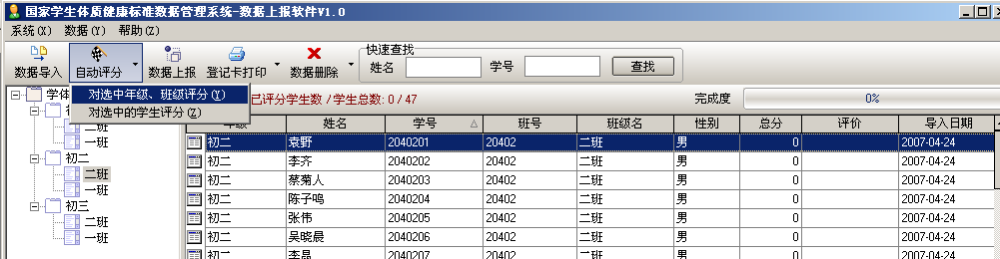 国家学生体质健康标准数据管理系统-数据上报软件V1.0
系统(X) 数据(Y) 帮助(Z)
数据导入 自动评分 数据上报 登记卡打印 数据删除 快速查找 姓名 学号 查找
对选中年级、班级评分(Y)
对选中的学生评分(Z)
学体
已评分学生数 / 学生总数: 0 / 47 完成度 0%
二班
一班
初二
二班
一班
初三
二班
一班
年级 姓名 学号 班号 班级名 性别 总分 评价 导入日期
初二 袁野 2040201 20402 二班 男 0 2007-04-24
初二 李齐 2040202 20402 二班 男 0 2007-04-24
初二 蔡菊人 2040203 20402 二班 男 0 2007-04-24
初二 陈子鸣 2040204 20402 二班 男 0 2007-04-24
初二 张伟 2040205 20402 二班 男 0 2007-04-24
初二 吴晓晨 2040206 20402 二班 男 0 2007-04-24
初二 2040207 20402 二班 男 0 2007-04-24